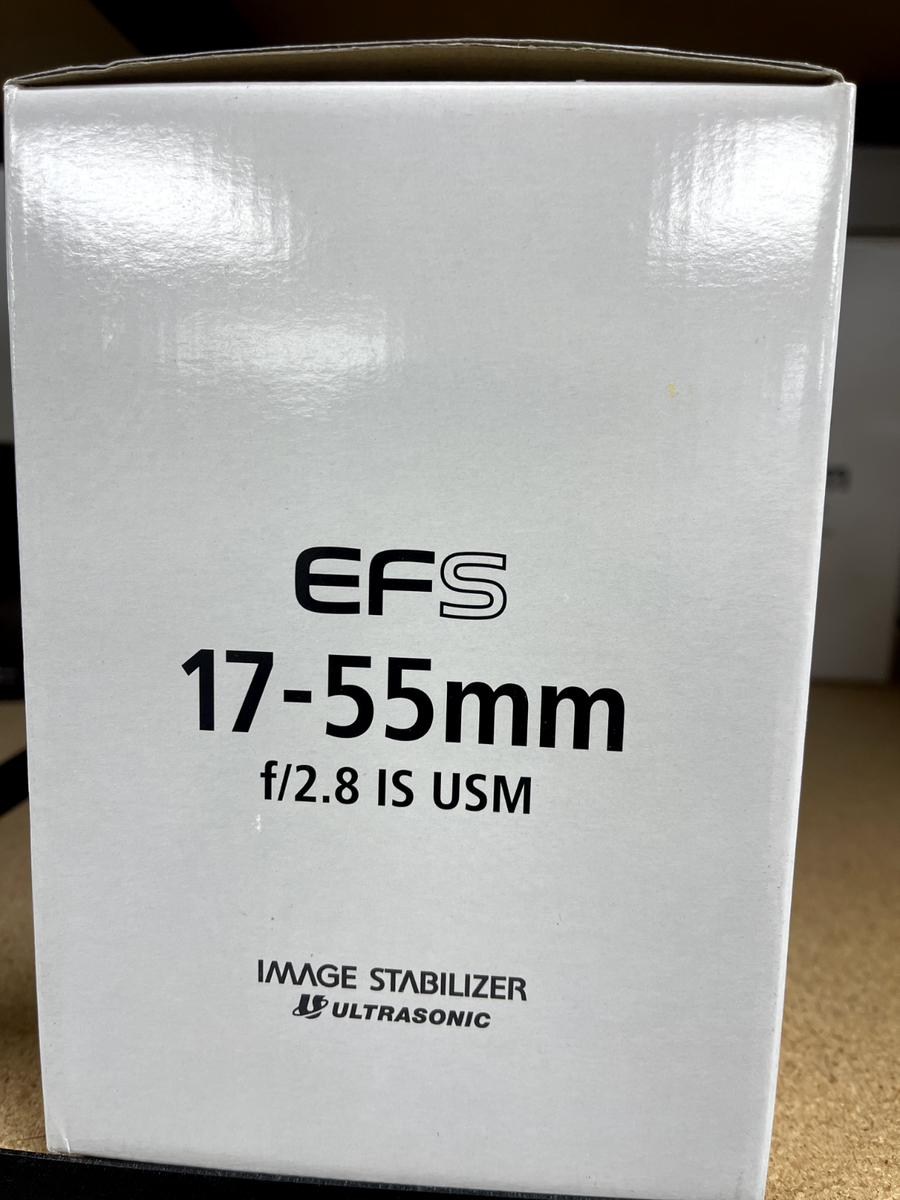 EFS
17-55mm
f/2.8 IS USM
IMAGE STABILIZER
ULTRASONIC